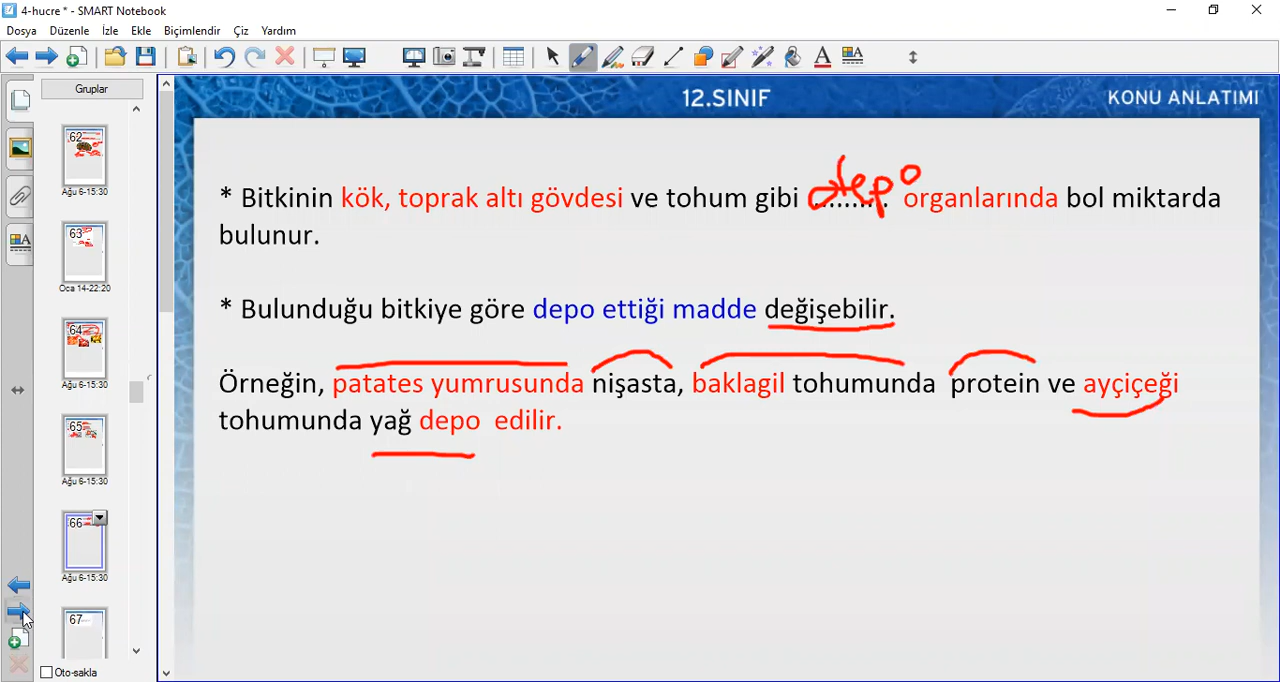 4-hucre * - SMART Notebook
Dosya Düzenle İzle Ekle Biçimlendir Çiz Yardım
Gruplar
12.SINIF
KONU ANLATIMI
62
Ağu 6-15:30
63
Oca 14-22:20
64
Ağu 6-15:30
65
Ağu 6-15:30
66
Ağu 6-15:30
67
Oto-sakla
* Bitkinin kök, toprak altı gövdesi ve tohum gibi depo organlarında bol miktarda
bulunur.
* Bulunduğu bitkiye göre depo ettiği madde değişebilir.
Örneğin, patates yumrusunda nişasta, baklagil tohumunda protein ve ayçiçeği
tohumunda yağ depo edilir.